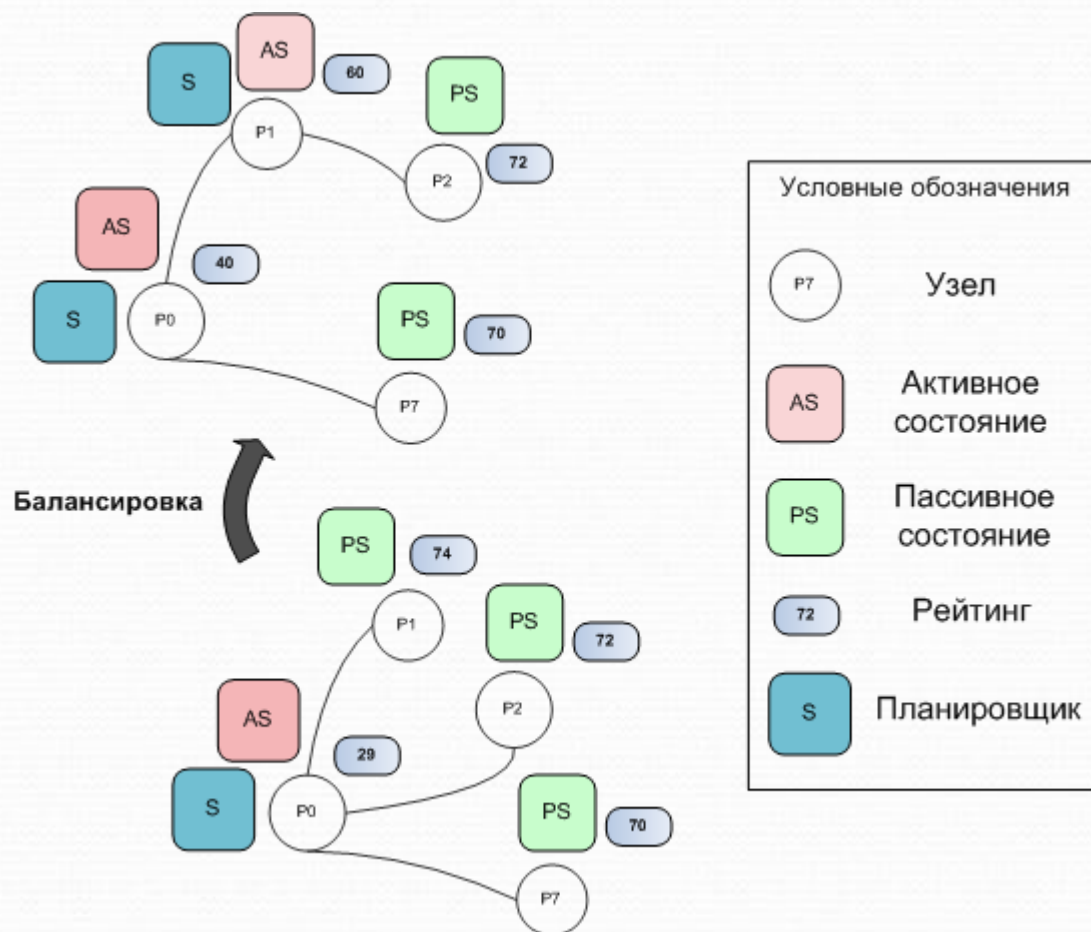 AS
S
60
PS
P1
P2
72
AS
40
S
P0
PS
70
P7
Балансировка
PS
74
P1
PS
72
P2
AS
29
S
P0
PS
70
P7
Условные обозначения
P7
Узел
AS
Активное
состояние
PS
Пассивное
состояние
72
Рейтинг
S
Планировщик